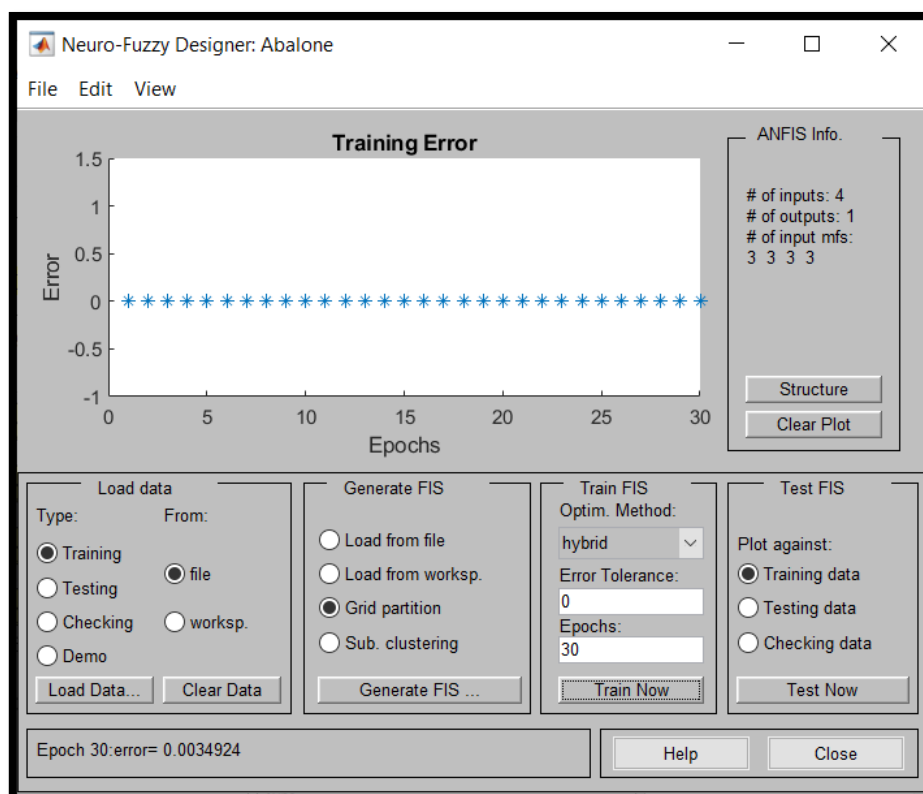 Neuro-Fuzzy Designer: Abalone
File Edit View
Training Error
1.5
1
0.5
0
-0.5
-1
Error
0 5 10 15 20 25 30
Epochs
ANFIS Info.
# of inputs: 4
# of outputs: 1
# of input mfs:
3 3 3 3
Structure
Clear Plot
Load data
Type: From:
Training
file
Testing
Checking worksp.
Demo
Load Data... Clear Data
Generate FIS
Load from file
Load from worksp.
Grid partition
Sub. clustering
Generate FIS ...
Train FIS
Optim. Method:
hybrid
Error Tolerance:
0
Epochs:
30
Train Now
Test FIS
Plot against:
Training data
Testing data
Checking data
Test Now
Epoch 30:error= 0.0034924
Help Close